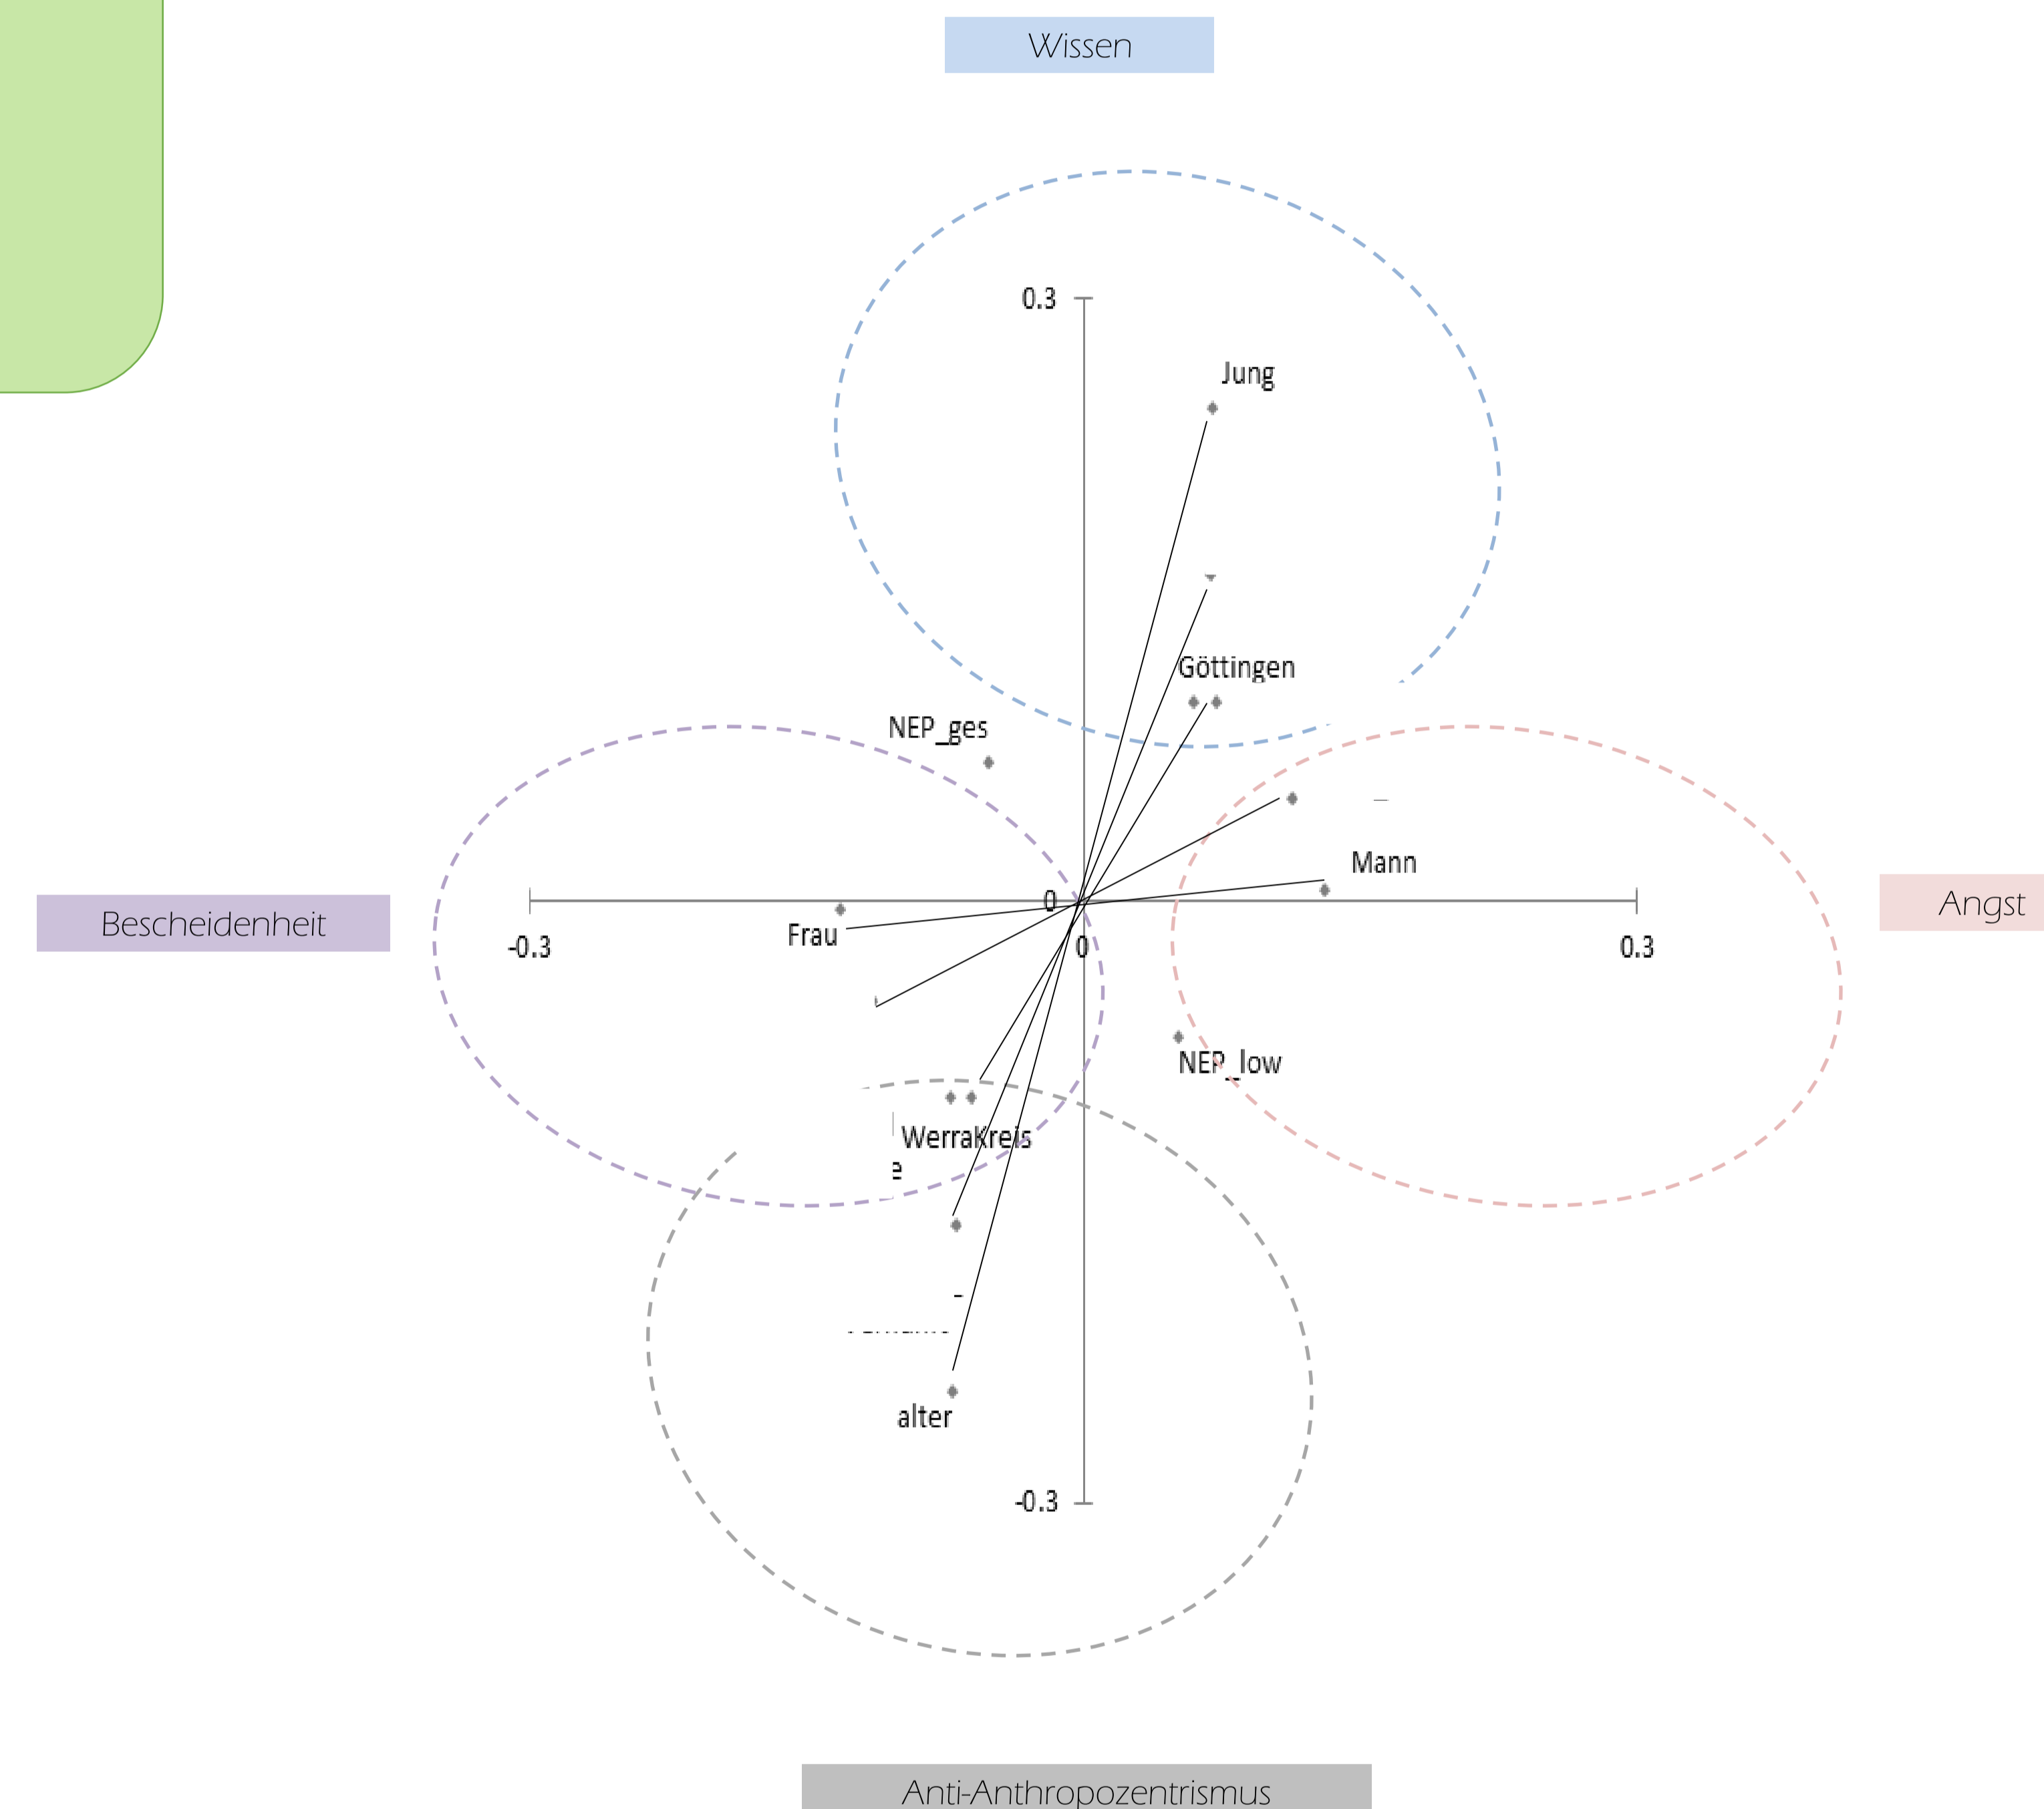 Wissen
0.3
Jung
Göttingen
NEP_ges
Mann
0
Bescheidenheit
Angst
Frau
-0.3
0
0.3
NEP_low
WerraKreis
e
alter
-0.3
Anti-Anthropozentrismus